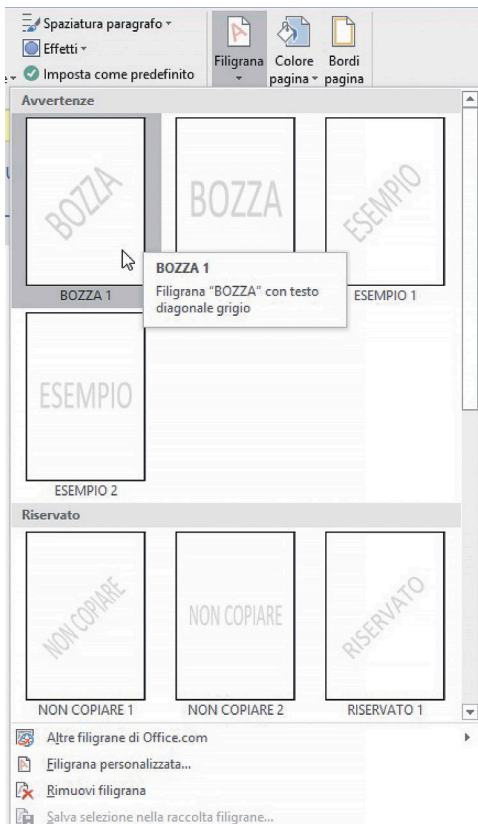 Spaziatura paragrafo
Effetti
Imposta come predefinito
Filigrana
Colore pagina
Bordi pagina
Avvertenze
BOZZA
BOZZA
ESEMPIO
BOZZA 1
ESEMPIO 1
BOZZA 1
Filigrana "BOZZA" con testo
diagonale grigio
ESEMPIO
ESEMPIO 2
Riservato
NON COPIARE
NON COPIARE
RISERVATO
NON COPIARE 1
NON COPIARE 2
RISERVATO 1
Altre filigrane di Office.com
Filigrana personalizzata...
Rimuovi filigrana
Salva selezione nella raccolta filigrane...